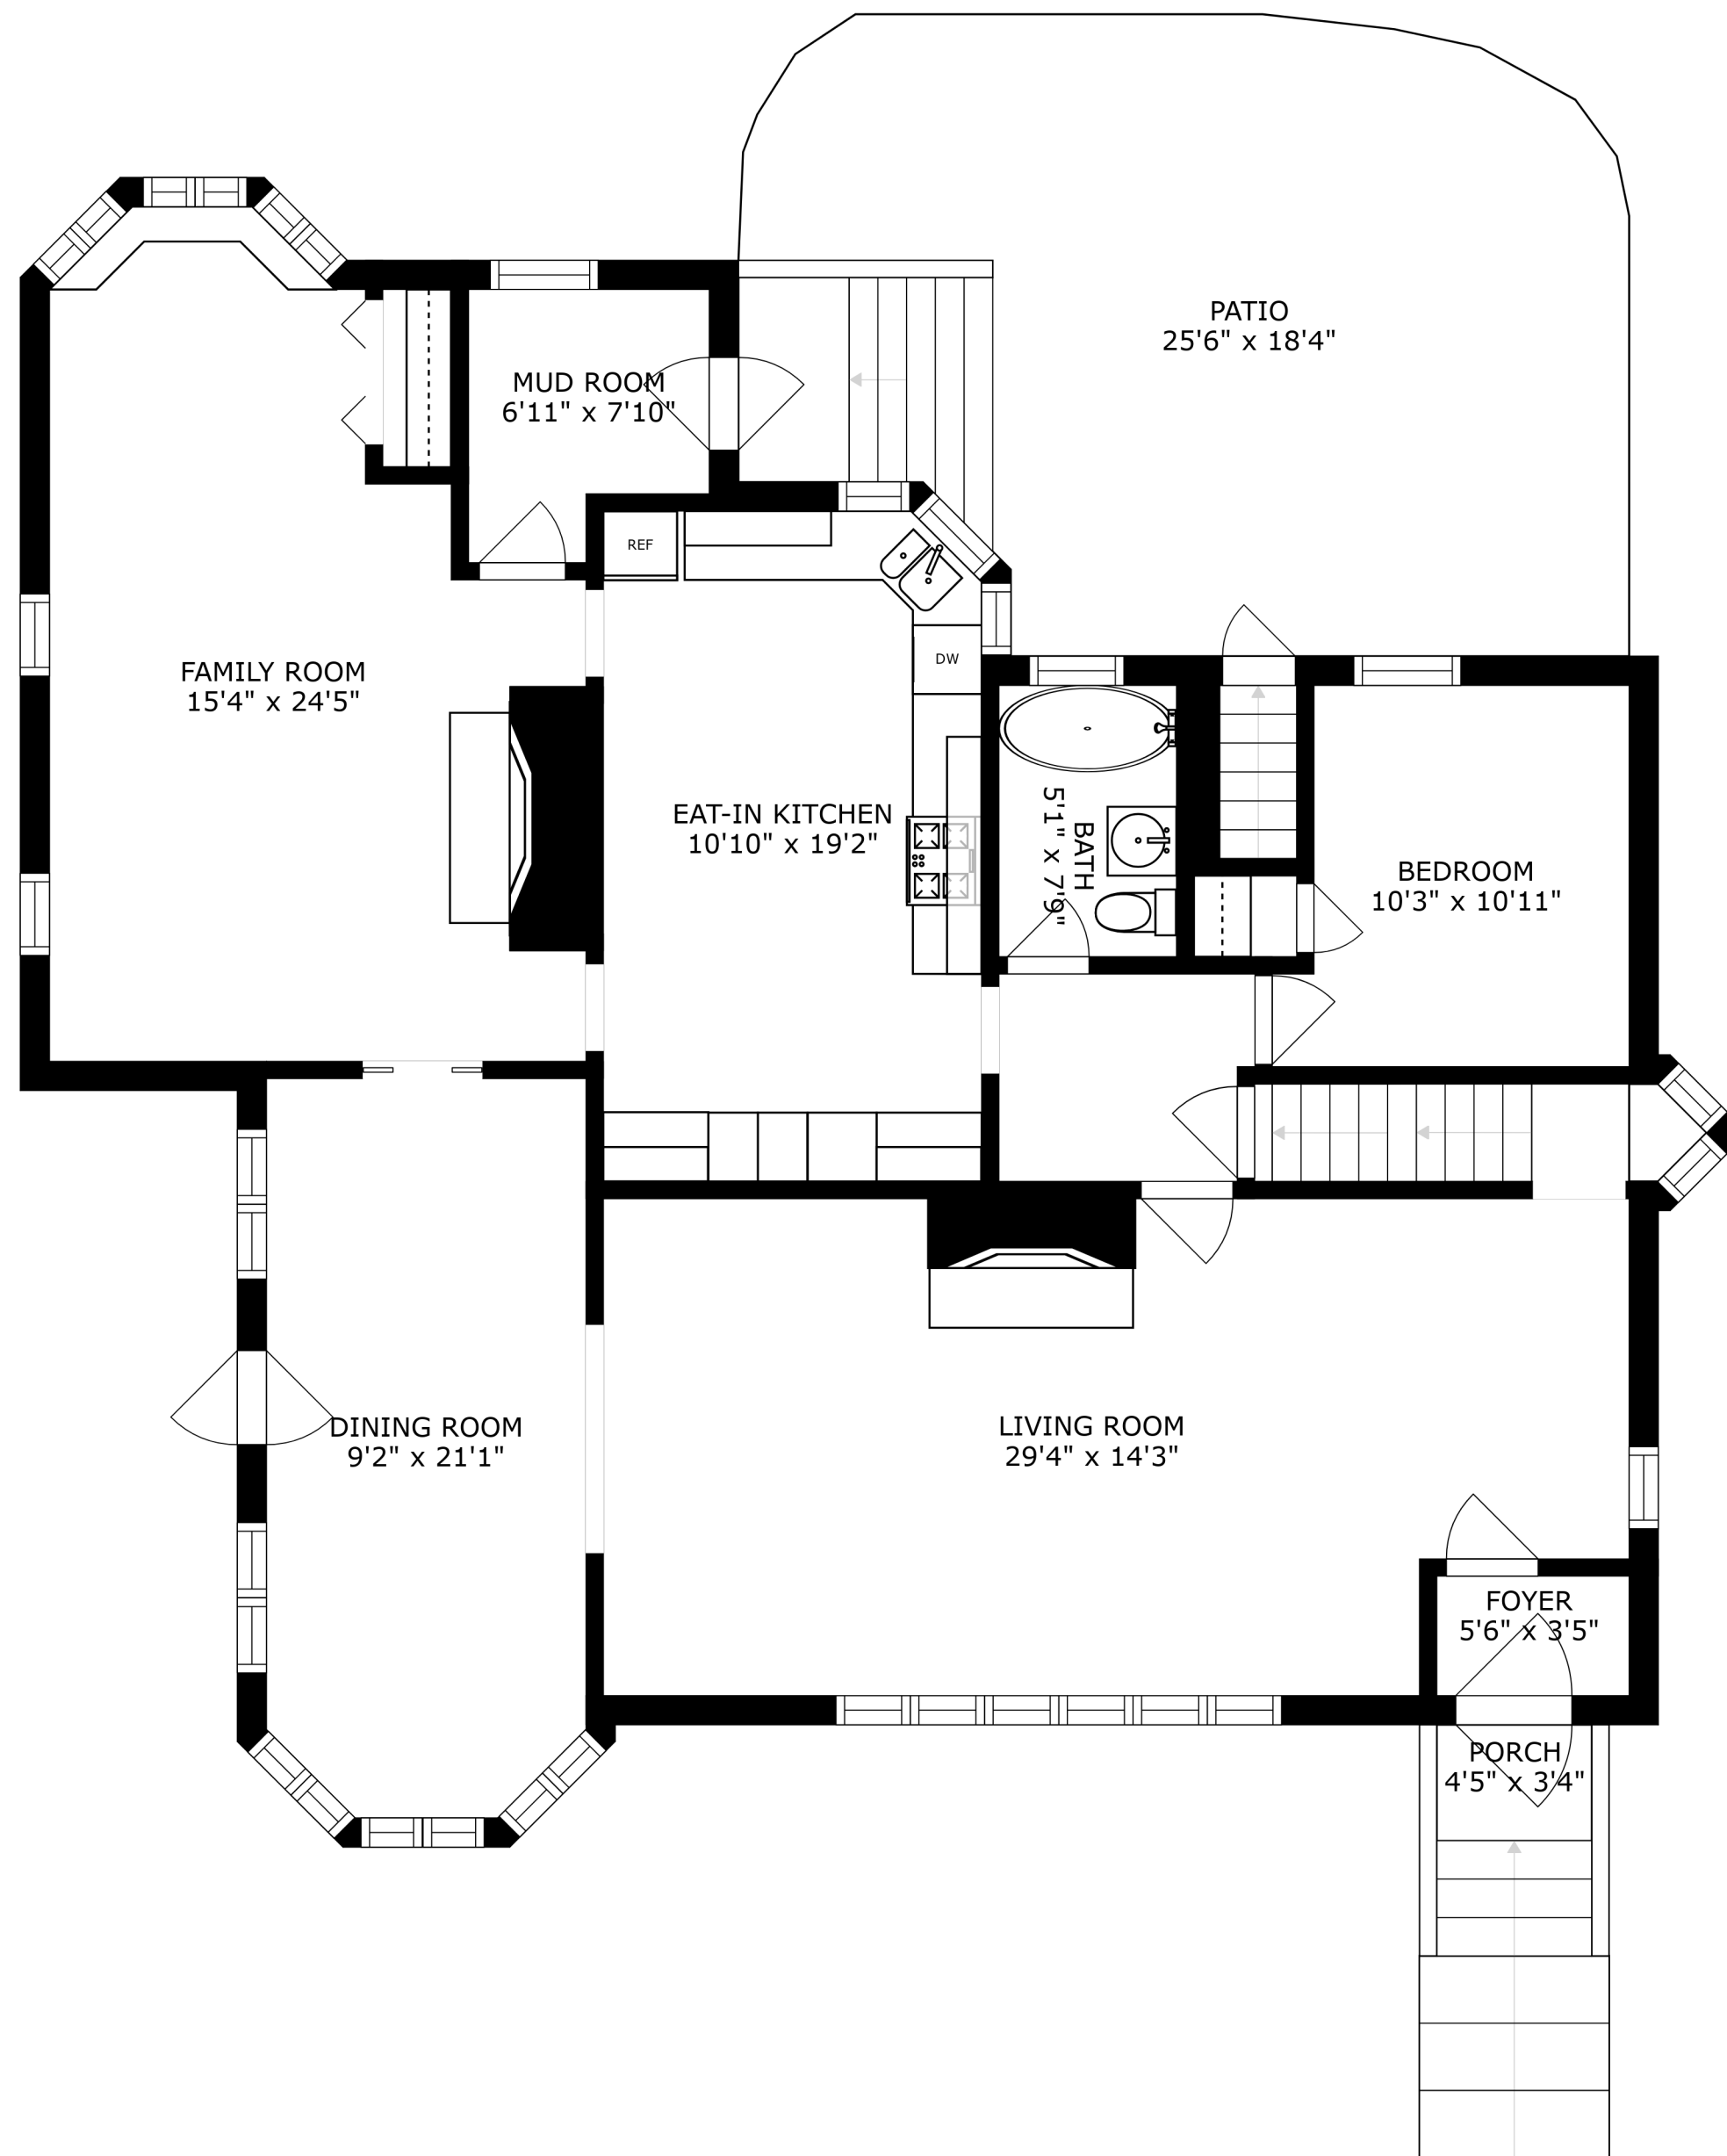 PATIO
25'6" x 18'4"
MUD ROOM
6'11" x 7'10"
REF
DW
FAMILY ROOM
15'4" x 24'5"
EAT-IN KITCHEN
10'10" x 19'2"
BATH
5'1" x 7'9"
BEDROOM
10'3" x 10'11"
DINING ROOM
9'2" x 21'1"
LIVING ROOM
29'4" x 14'3"
FOYER
5'6" x 3'5"
PORCH
4'5" x 3'4"